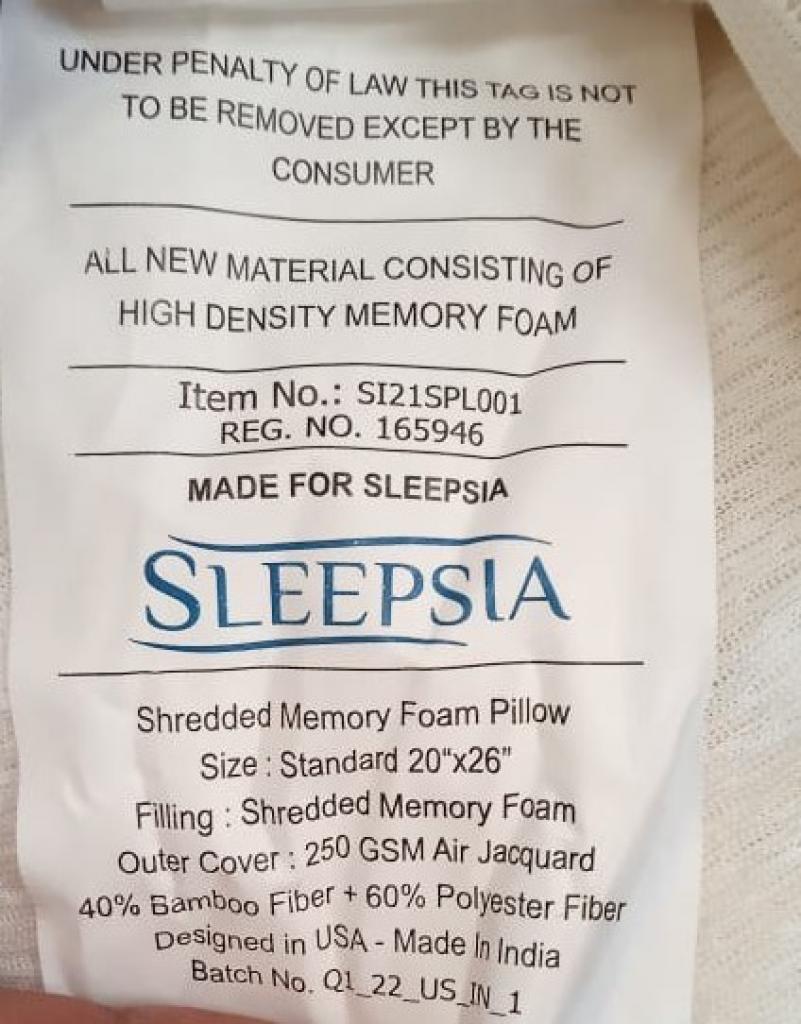 UNDER PENALTY OF LAW THIS TAG IS NOT
TO BE REMOVED EXCEPT BY THE
CONSUMER
ALL NEW MATERIAL CONSISTING OF
HIGH DENSITY MEMORY FOAM
Item No.: SI21SPL001
REG. NO. 165946
MADE FOR SLEEPSIA
SLEEPSIA
Shredded Memory Foam Pillow
Size : Standard 20"x26"
Filling : Shredded Memory Foam
Outer Cover : 250 GSM Air Jacquard
40% Bamboo Fiber + 60% Polyester Fiber
Designed in USA - Made In India
Batch No. Q1_22_US_IN_1